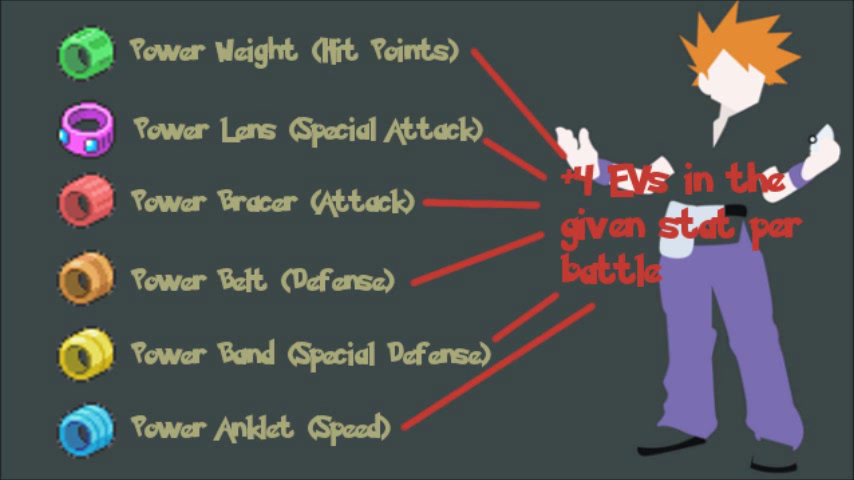 Power Weight (Hit Points)
Power Lens (Special Attack)
Power Bracer (Attack)
Power Belt (Defense)
Power Band (Special Defense)
Power Anklet (Speed)
+4 EVs in the
given stat per
battle